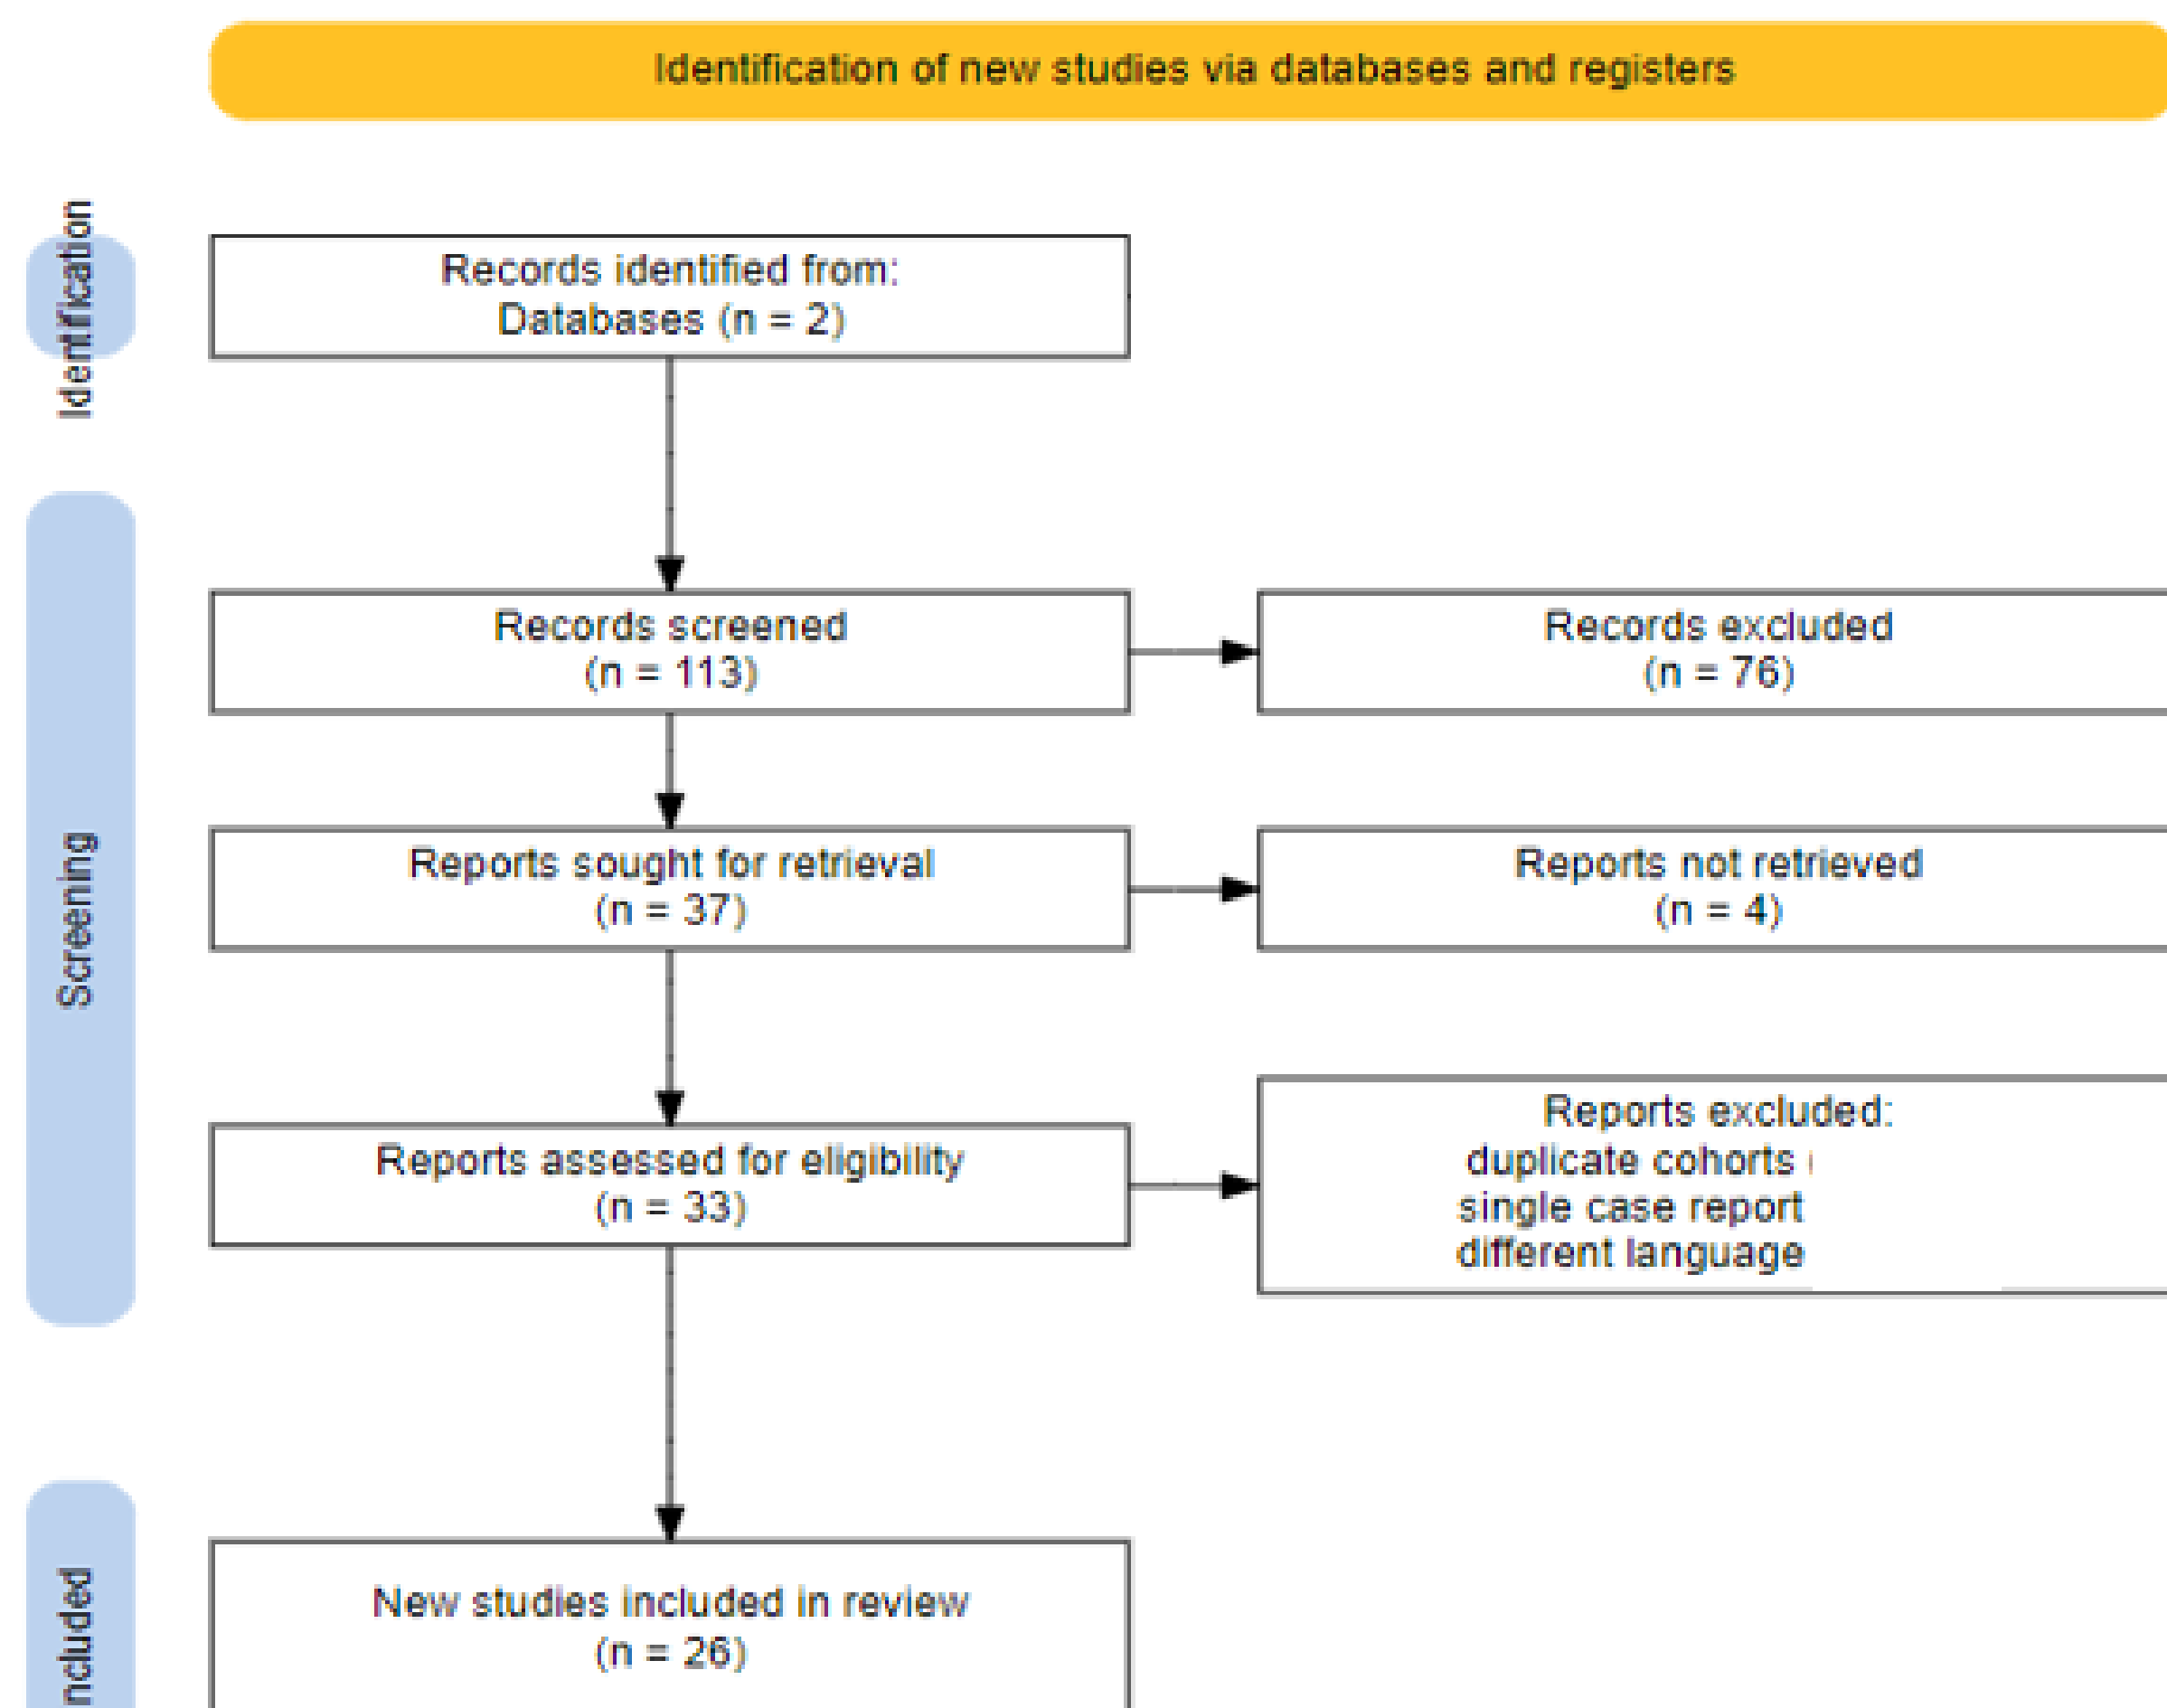 Identification of new studies via databases and registers
Identification
Records identified from:
Databases (n = 2)
Screening
Records screened
(n = 113)
Records excluded
(n = 76)
Reports sought for retrieval
(n = 37)
Reports not retrieved
(n = 4)
Reports assessed for eligibility
(n = 33)
Reports excluded:
duplicate cohorts
single case report
different language
ncluded
New studies included in review
(n = 26)